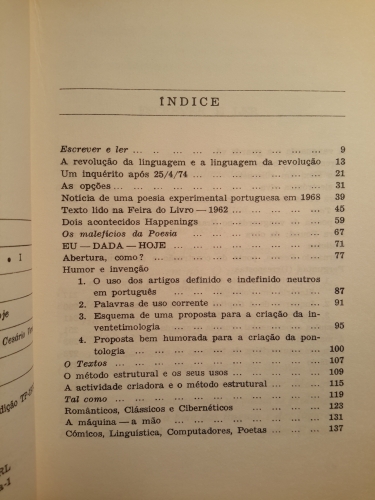 ÍNDICE
Escrever e ler ... .. ... ... ... ... ... ... ... 9
A revolução da linguagem e a linguagem da revolução 13
Um inquérito após 25/4/74 ... ... ... ... ... ... 21
As opções ... ... ... ... ... ... ... ... ... ... 31
Notícia de uma poesia experimental portuguesa em 1968 39
Texto lido na Feira do Livro — 1962 ... ... ... ... 45
Dois acontecidos Happenings ... ... ... ... ... 59
Os malefícios da Poesia ... ... ... ... ... ... 67
EU — DADA — HOJE ... ... ... ... ... ... ... 71
Abertura, como? ... ... ... ... ... ... ... ... 77
Humor e invenção
1. O uso dos artigos definido e indefinido neutros
em português ... ... ... ... ... ... ... 87
2. Palavras de uso corrente ... ... ... ... ... 91
3. Esquema de uma proposta para a criação da in-
ventetimologia ... ... ... ... ... ... ... 95
4. Proposta bem humorada para a criação da pon-
tologia ... ... ... ... ... ... ... ... 100
O Textos ... ... ... ... ... ... ... ... ... ... 107
O método estrutural e os seus usos ... ... ... ... 109
A actividade criadora e o método estrutural ... ... 115
Tal como ... ... ... ... ... ... ... ... ... ... 119
Românticos, Clássicos e Cibernéticos ... ... ... 123
A máquina — a mão ... ... ... ... ... ... ... 131
Cómicos, Linguística, Computadores, Poetas ... ... 137